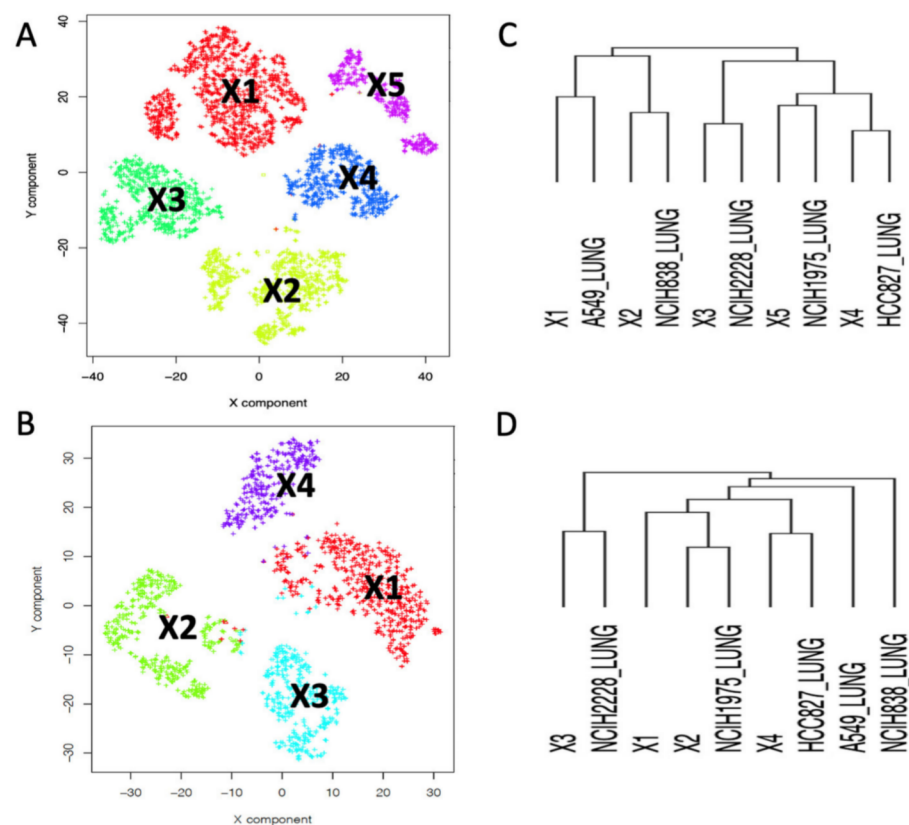 A
40
20
0
−20
−40
Y component
X1
X5
X4
X3
X2
−40
−20
0
20
40
X component
C
X1
A549_LUNG
X2
NCIH838_LUNG
X3
NCIH2228_LUNG
X5
NCIH1975_LUNG
X4
HCC827_LUNG
B
30
20
10
0
−10
−20
−30
Y component
X4
X1
X2
X3
−30
−20
−10
0
10
20
30
X component
D
X3
NCIH2228_LUNG
X1
X2
NCIH1975_LUNG
X4
HCC827_LUNG
A549_LUNG
NCIH838_LUNG